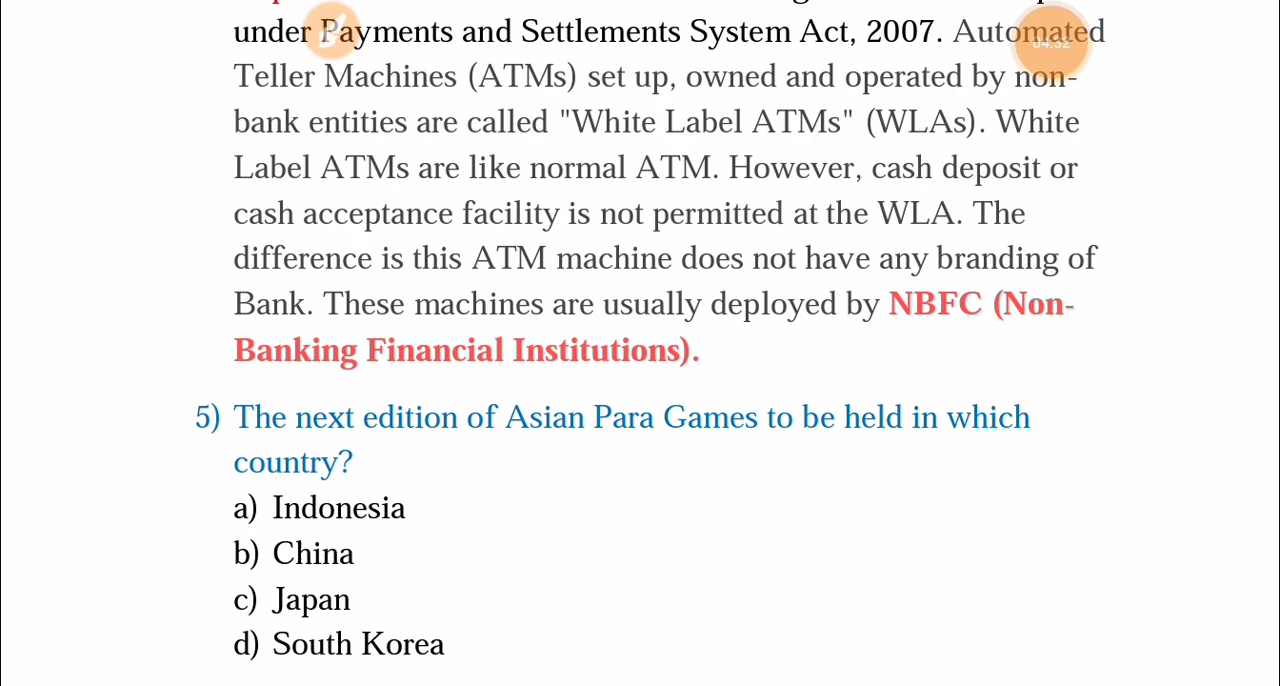 under Payments and Settlements System Act, 2007. Automated
04:32
Teller Machines (ATMs) set up, owned and operated by non-
bank entities are called "White Label ATMs" (WLAs). White
Label ATMs are like normal ATM. However, cash deposit or
cash acceptance facility is not permitted at the WLA. The
difference is this ATM machine does not have any branding of
Bank. These machines are usually deployed by NBFC (Non-
Banking Financial Institutions).
5) The next edition of Asian Para Games to be held in which
country?
a) Indonesia
b) China
c) Japan
d) South Korea